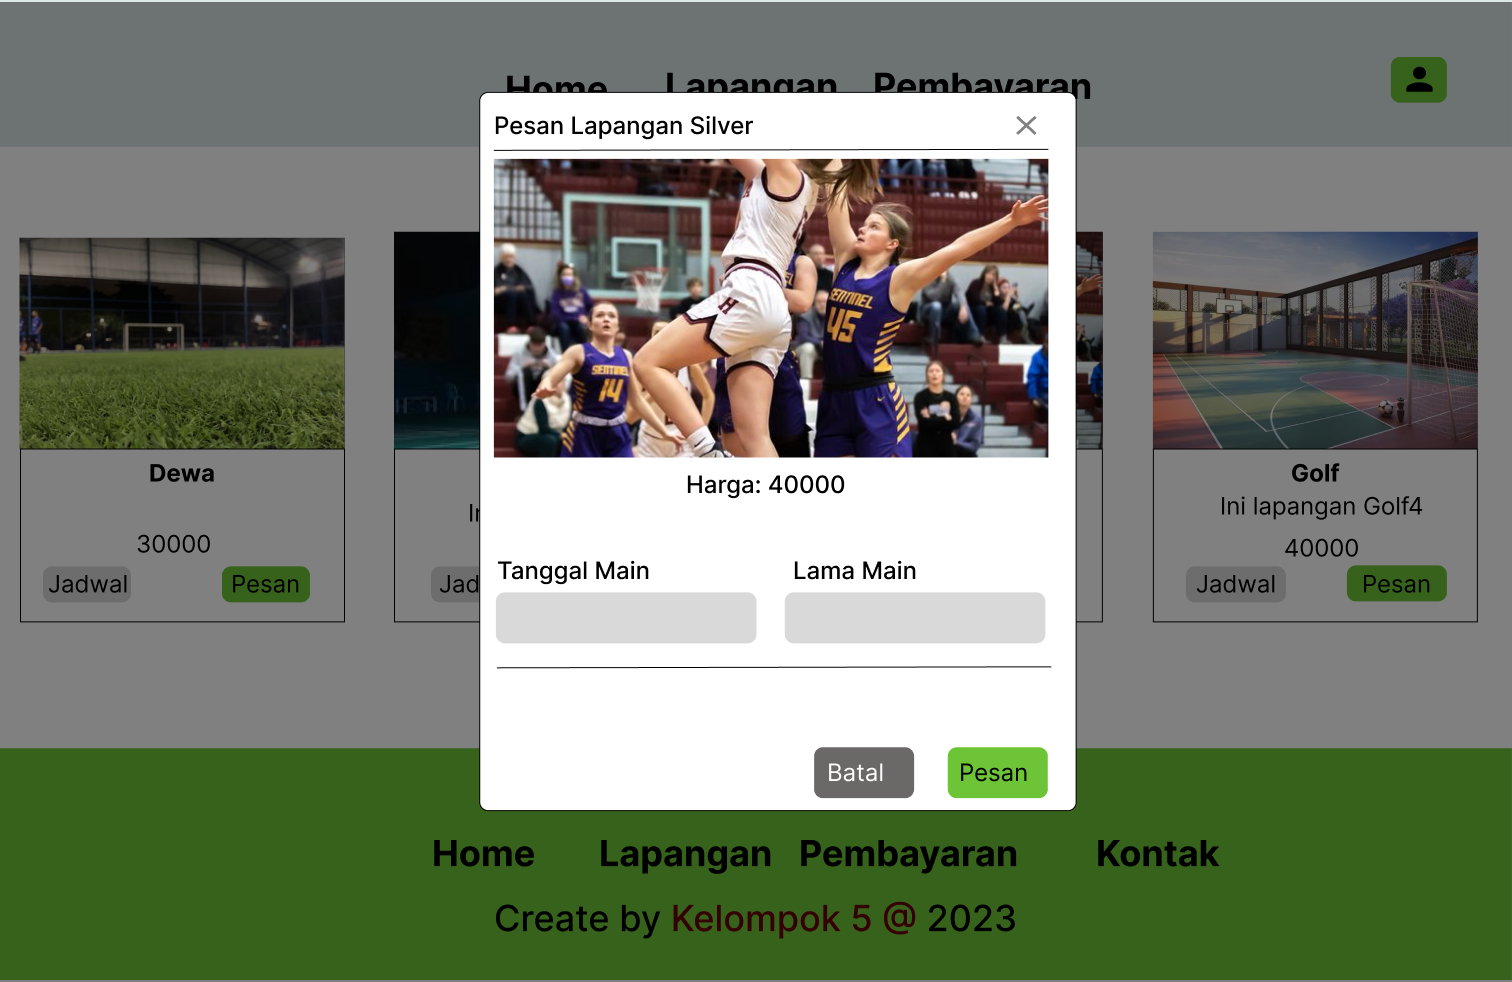 Home Lapangan Pembayaran
Pesan Lapangan Silver
H
SENTINEL
45
SENTINEL
14
Harga: 40000
Dewa
30000
Jadwal Pesan
Golf
Ini lapangan Golf4
40000
Jadwal Pesan
Tanggal Main Lama Main
Batal Pesan
Home Lapangan Pembayaran Kontak
Create by Kelompok 5 @ 2023